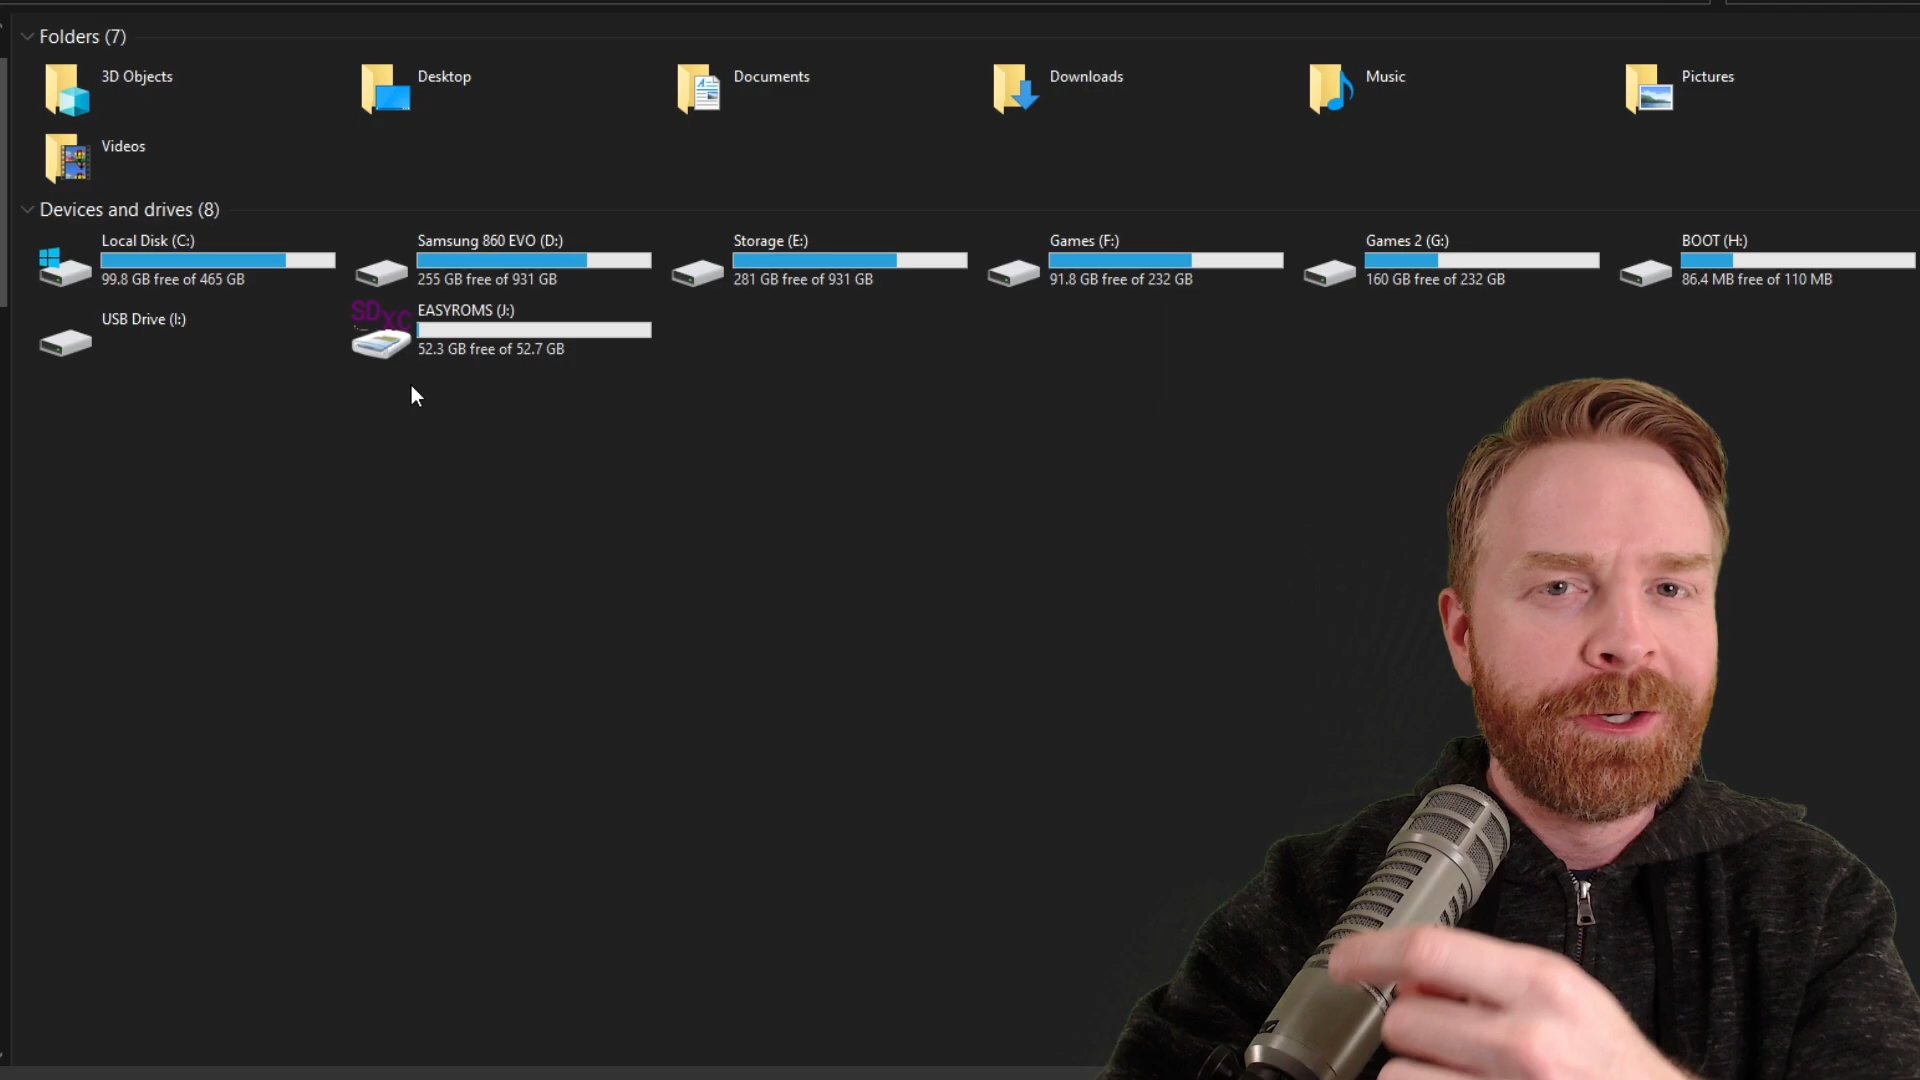 Folders (7)
3D Objects
Desktop
Documents
Downloads
Music
Pictures
Videos
Devices and drives (8)
Local Disk (C:)
99.8 GB free of 465 GB
Samsung 860 EVO (D:)
255 GB free of 931 GB
Storage (E:)
281 GB free of 931 GB
Games (F:)
91.8 GB free of 232 GB
Games 2 (G:)
160 GB free of 232 GB
BOOT (H:)
86.4 MB free of 110 MB
USB Drive (I:)
SDXC
EASYROMS (J:)
52.3 GB free of 52.7 GB